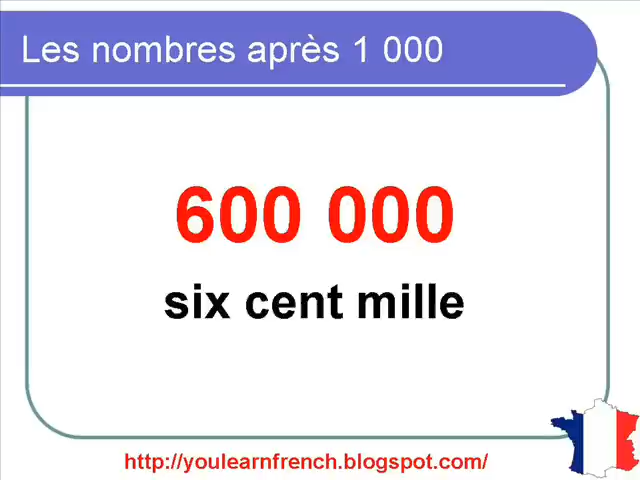 Les nombres après 1 000
600 000
six cent mille
http://youlearnfrench.blogspot.com/